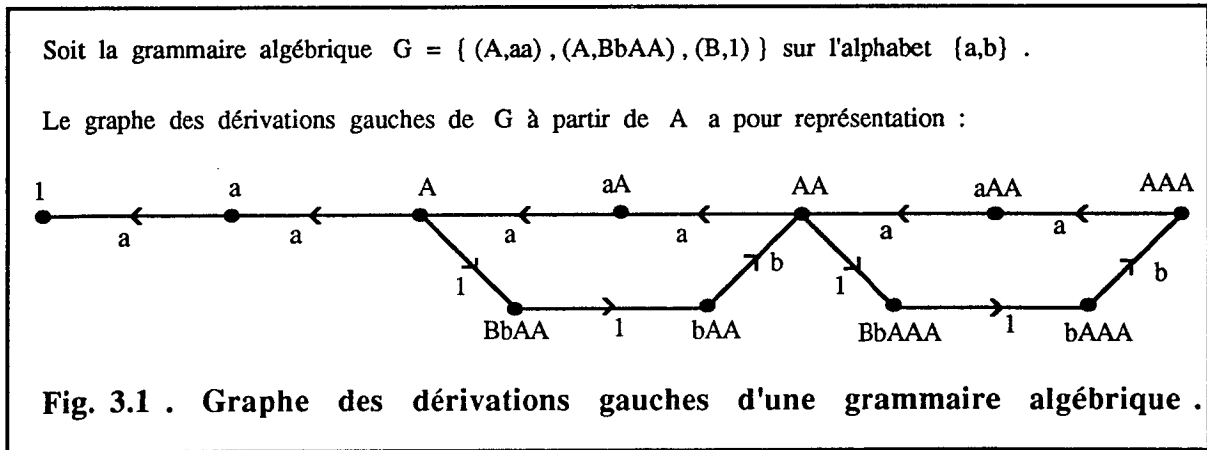 Soit la grammaire algébrique G = { (A,aa) , (A,BbAA) , (B,1) } sur l'alphabet {a,b} .
Le graphe des dérivations gauches de G à partir de A a pour représentation :
1 a A aA AA aAA AAA
a a a a a a
1 b 1 b
1 1
BbAA bAA BbAAA bAAA
Fig. 3.1 . Graphe des dérivations gauches d'une grammaire algébrique .